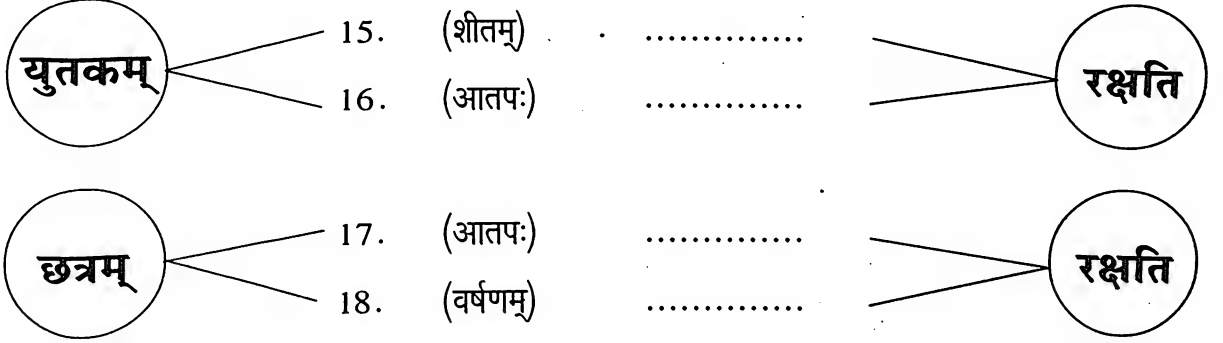 युतकम्
15. (शीतम्) ..............
16. (आतपः) ..............
रक्षति
छत्रम्
17. (आतपः) ..............
18. (वर्षणम्) ..............
रक्षति